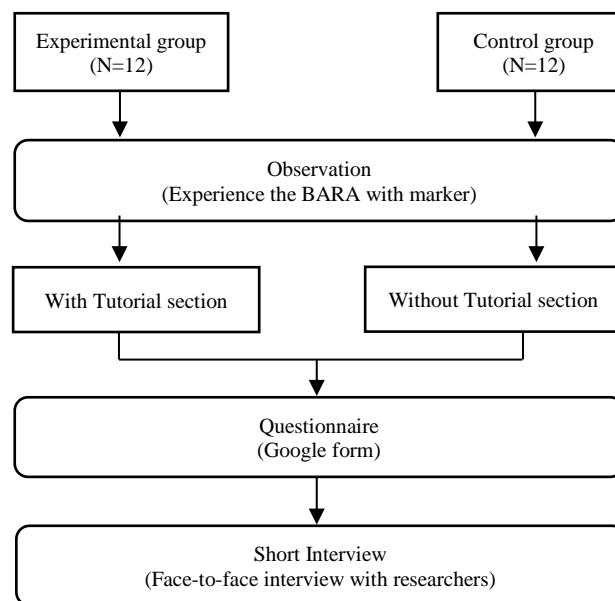 Experimental group
(N=12)
Control group
(N=12)
Observation
(Experience the BARA with marker)
With Tutorial section
Without Tutorial section
Questionnaire
(Google form)
Short Interview
(Face-to-face interview with researchers)